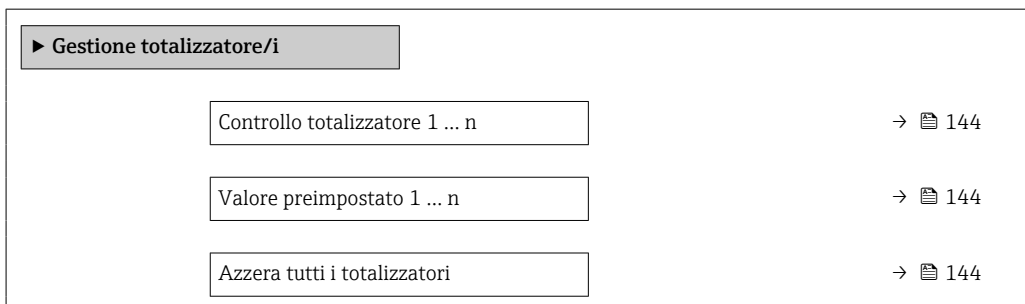 ▶ Gestione totalizzatore/i
Controllo totalizzatore 1 … n → 144
Valore preimpostato 1 … n → 144
Azzera tutti i totalizzatori → 144